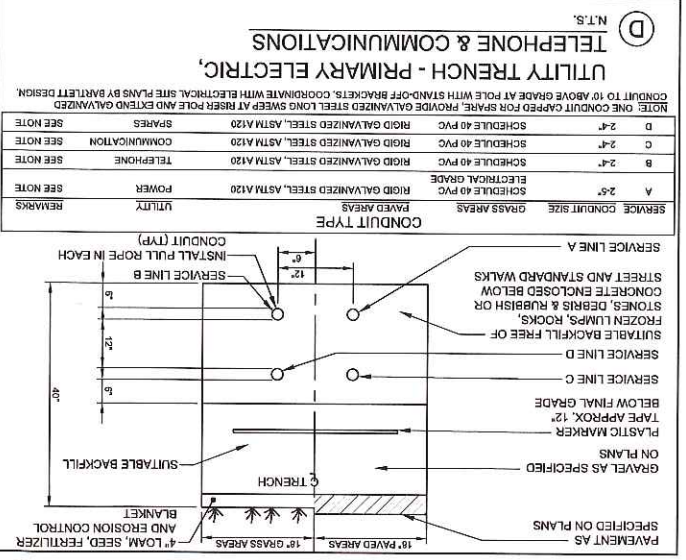 18" PAVED AREAS
18" GRASS AREAS
PAVEMENT AS
SPECIFIED ON PLANS
4" LOAM, SEED, FERTILIZER
AND EROSION CONTROL
BLANKET
GRAVEL AS SPECIFIED
ON PLANS
℄ TRENCH
SUITABLE BACKFILL
PLASTIC MARKER
TAPE APPROX. 12"
BELOW FINAL GRADE
SERVICE LINE C
SERVICE LINE D
SUITABLE BACKFILL FREE OF
FROZEN LUMPS, ROCKS,
STONES, DEBRIS & RUBBISH OR
CONCRETE ENCLOSED BELOW
STREET AND STANDARD WALKS
SERVICE LINE A
6"
12"
6"
40"
SERVICE LINE B
INSTALL PULL ROPE IN EACH
CONDUIT (TYP)
12"
6"
CONDUIT TYPE
SERVICE CONDUIT SIZE GRASS AREAS PAVED AREAS UTILITY REMARKS
A 2-5" SCHEDULE 40 PVC ELECTRICAL GRADE RIGID GALVANIZED STEEL, ASTM A120 POWER SEE NOTE
B 2-4" SCHEDULE 40 PVC RIGID GALVANIZED STEEL, ASTM A120 TELEPHONE SEE NOTE
C 2-4" SCHEDULE 40 PVC RIGID GALVANIZED STEEL, ASTM A120 COMMUNICATION SEE NOTE
D 2-4" SCHEDULE 40 PVC RIGID GALVANIZED STEEL, ASTM A120 SPARES SEE NOTE
NOTE: ONE CONDUIT CAPPED FOR SPARE, PROVIDE GALVANIZED STEEL LONG SWEEP AT RISER POLE AND EXTEND GALVANIZED
CONDUIT TO 10' ABOVE GRADE AT POLE WITH STAND-OFF BRACKETS, COORDINATE WITH ELECTRICAL SITE PLANS BY BARTLETT DESIGN.
UTILITY TRENCH - PRIMARY ELECTRIC,
D TELEPHONE & COMMUNICATIONS
N.T.S.